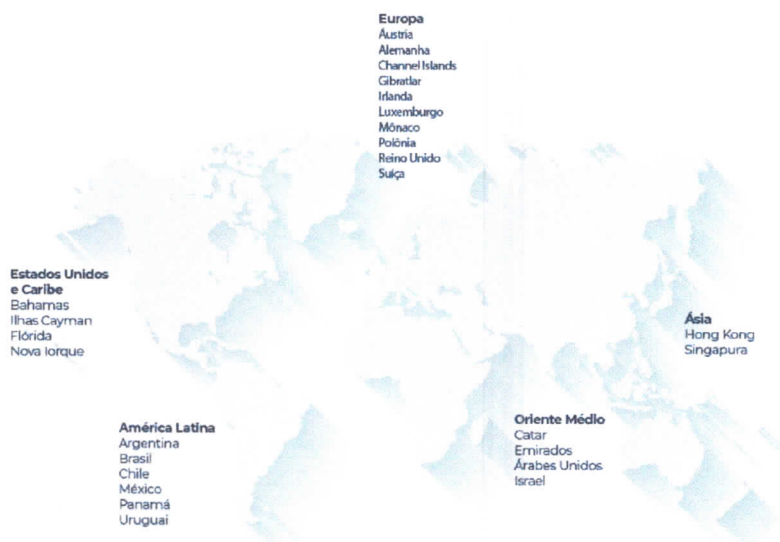 Europa
Áustria
Alemanha
Channel Islands
Gibratlar
Irlanda
Luxemburgo
Mônaco
Polônia
Reino Unido
Suíça
Estados Unidos
e Caribe
Bahamas
Ilhas Cayman
Flórida
Nova Iorque
Ásia
Hong Kong
Singapura
América Latina
Argentina
Brasil
Chile
México
Panamá
Uruguai
Oriente Médio
Catar
Emirados
Árabes Unidos
Israel